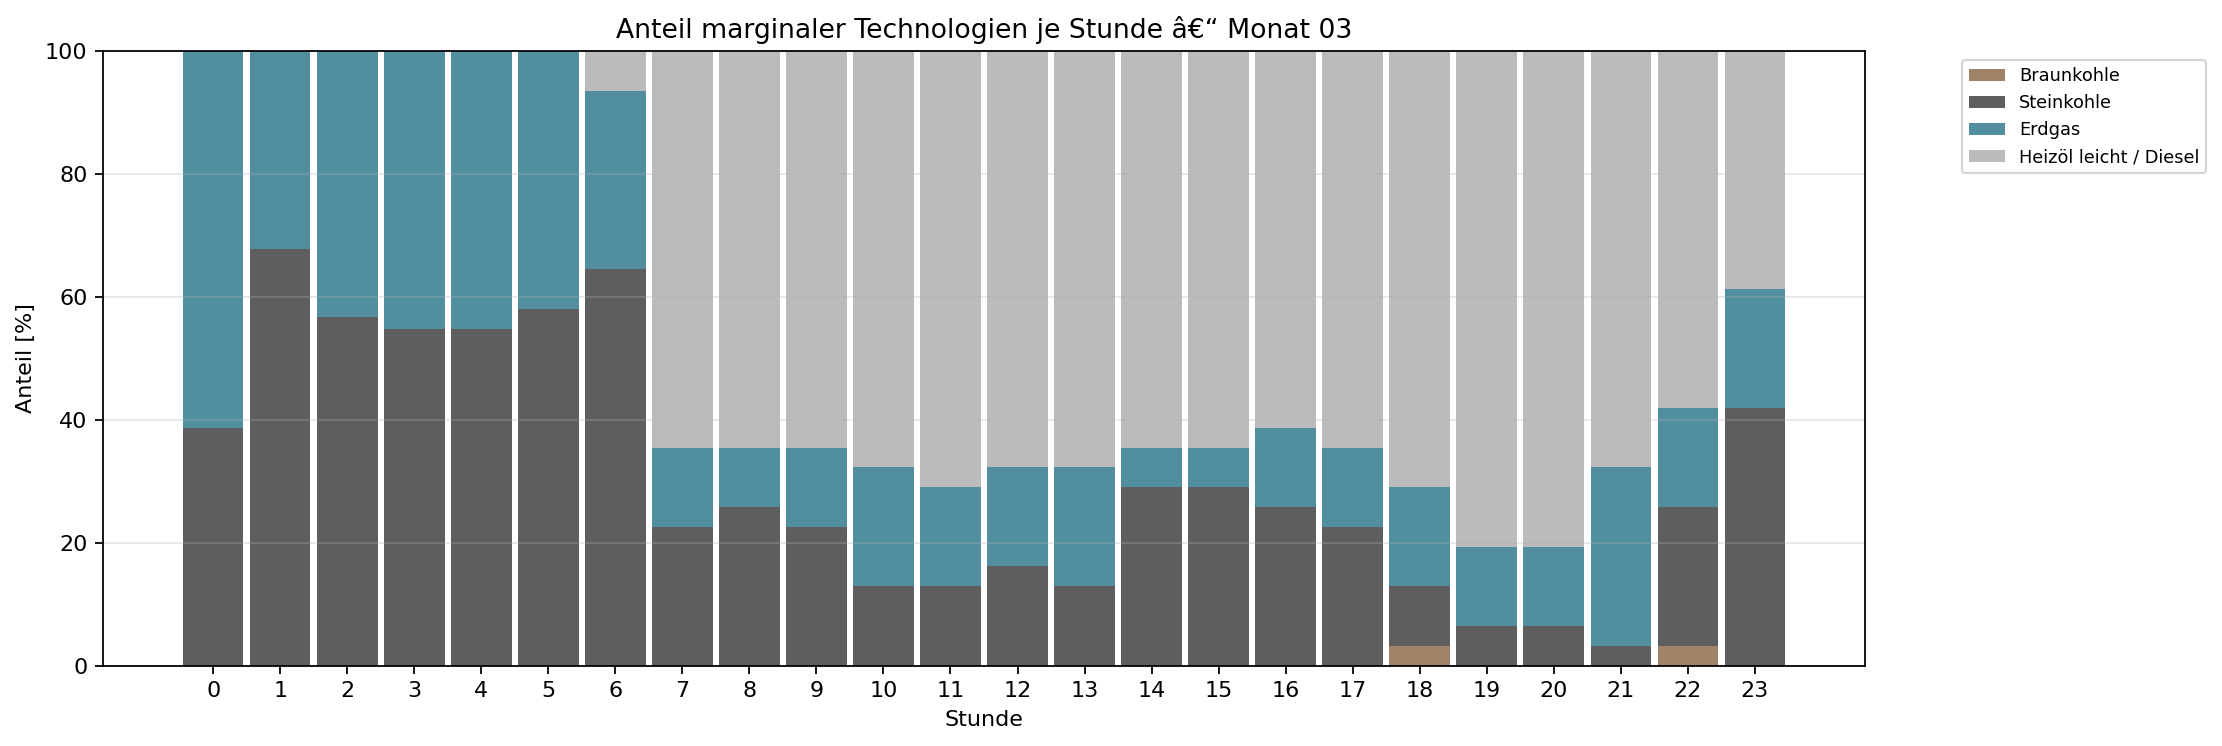 Anteil marginaler Technologien je Stunde â€“ Monat 03
Braunkohle
Steinkohle
Erdgas
Heizöl leicht / Diesel
Anteil [%]
100
80
60
40
20
0
0 1 2 3 4 5 6 7 8 9 10 11 12 13 14 15 16 17 18 19 20 21 22 23
Stunde